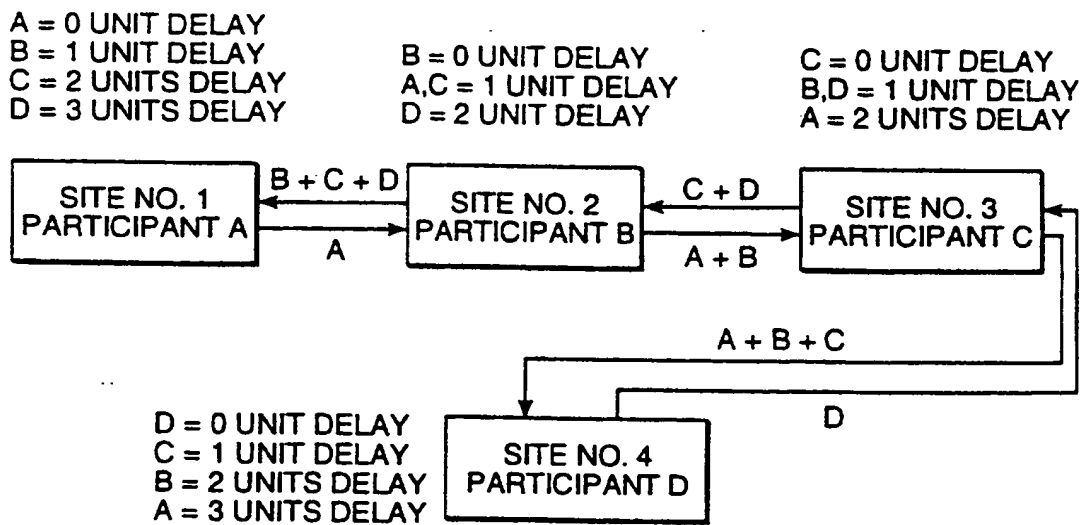 A = 0 UNIT DELAY
B = 1 UNIT DELAY
C = 2 UNITS DELAY
D = 3 UNITS DELAY
B = 0 UNIT DELAY
A,C = 1 UNIT DELAY
D = 2 UNIT DELAY
C = 0 UNIT DELAY
B,D = 1 UNIT DELAY
A = 2 UNITS DELAY
SITE NO. 1
PARTICIPANT A
B + C + D
A
SITE NO. 2
PARTICIPANT B
C + D
A + B
SITE NO. 3
PARTICIPANT C
A + B + C
D
D = 0 UNIT DELAY
C = 1 UNIT DELAY
B = 2 UNITS DELAY
A = 3 UNITS DELAY
SITE NO. 4
PARTICIPANT D